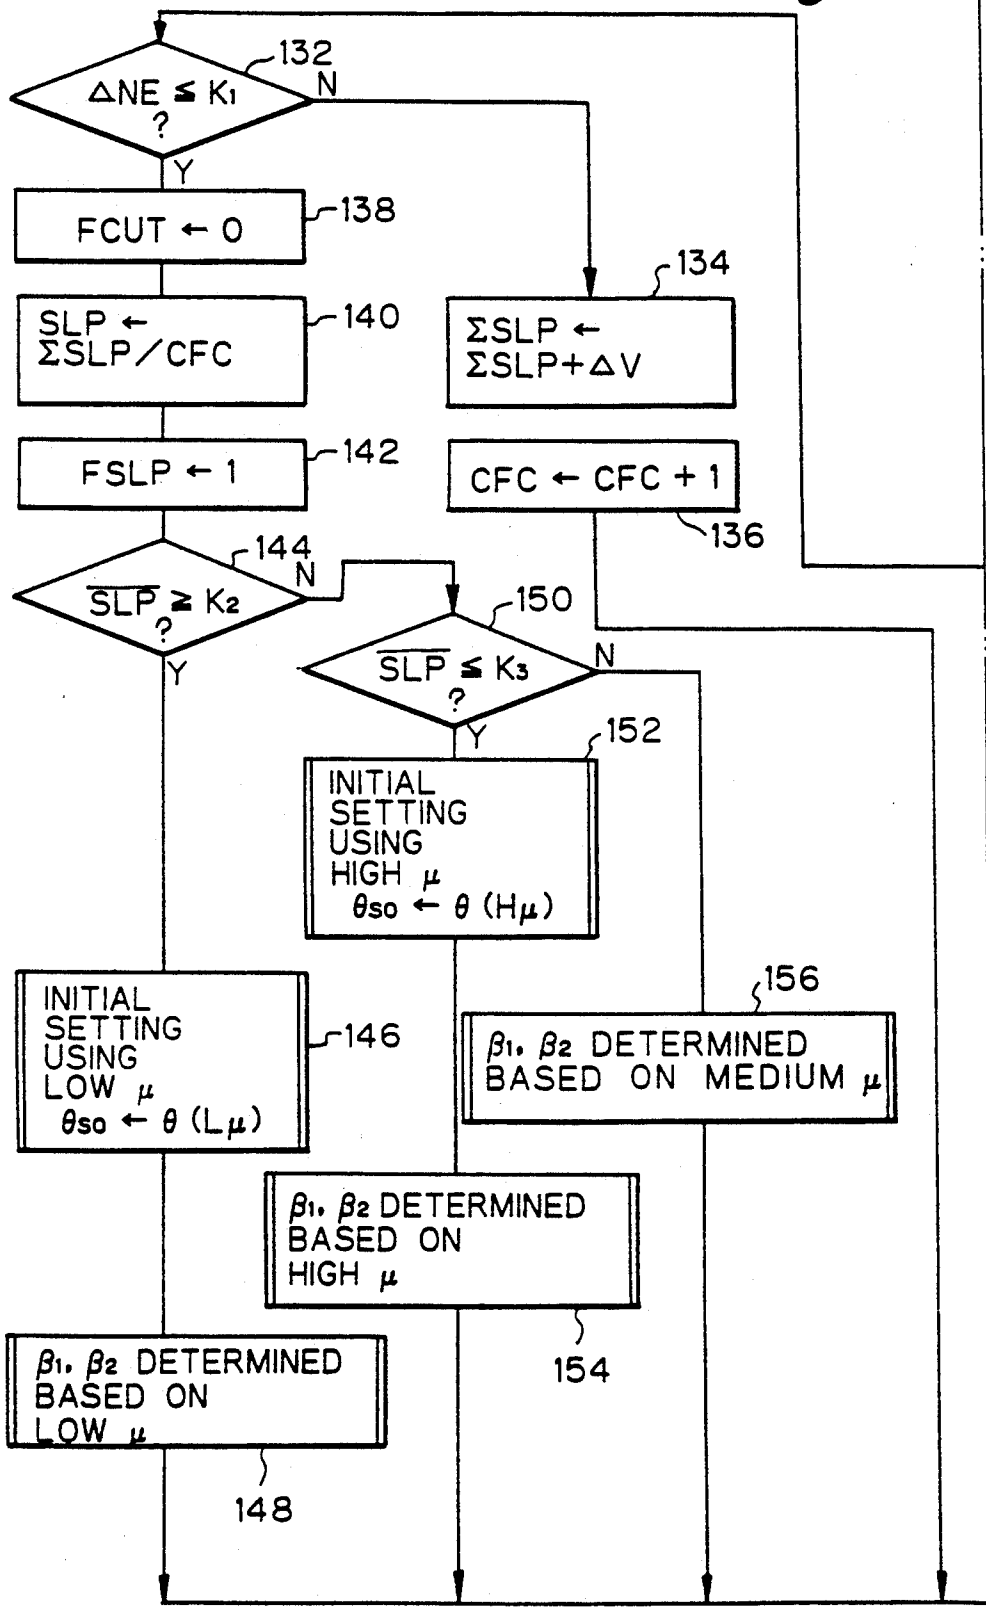 132
ΔNE ≦ K1
?
N
Y
FCUT ← 0
138
SLP ←
ΣSLP/CFC
140
134
ΣSLP ←
ΣSLP+ΔV
FSLP ← 1
142
CFC ← CFC + 1
136
144
N
SLP ≧ K2
?
Y
150
SLP ≦ K3
?
N
Y
152
INITIAL
SETTING
USING
HIGH μ
θso ← θ (Hμ)
INITIAL
SETTING
USING
LOW μ
θso ← θ (Lμ)
146
156
β1. β2 DETERMINED
BASED ON MEDIUM μ
β1. β2 DETERMINED
BASED ON
HIGH μ
154
β1. β2 DETERMINED
BASED ON
LOW μ
148